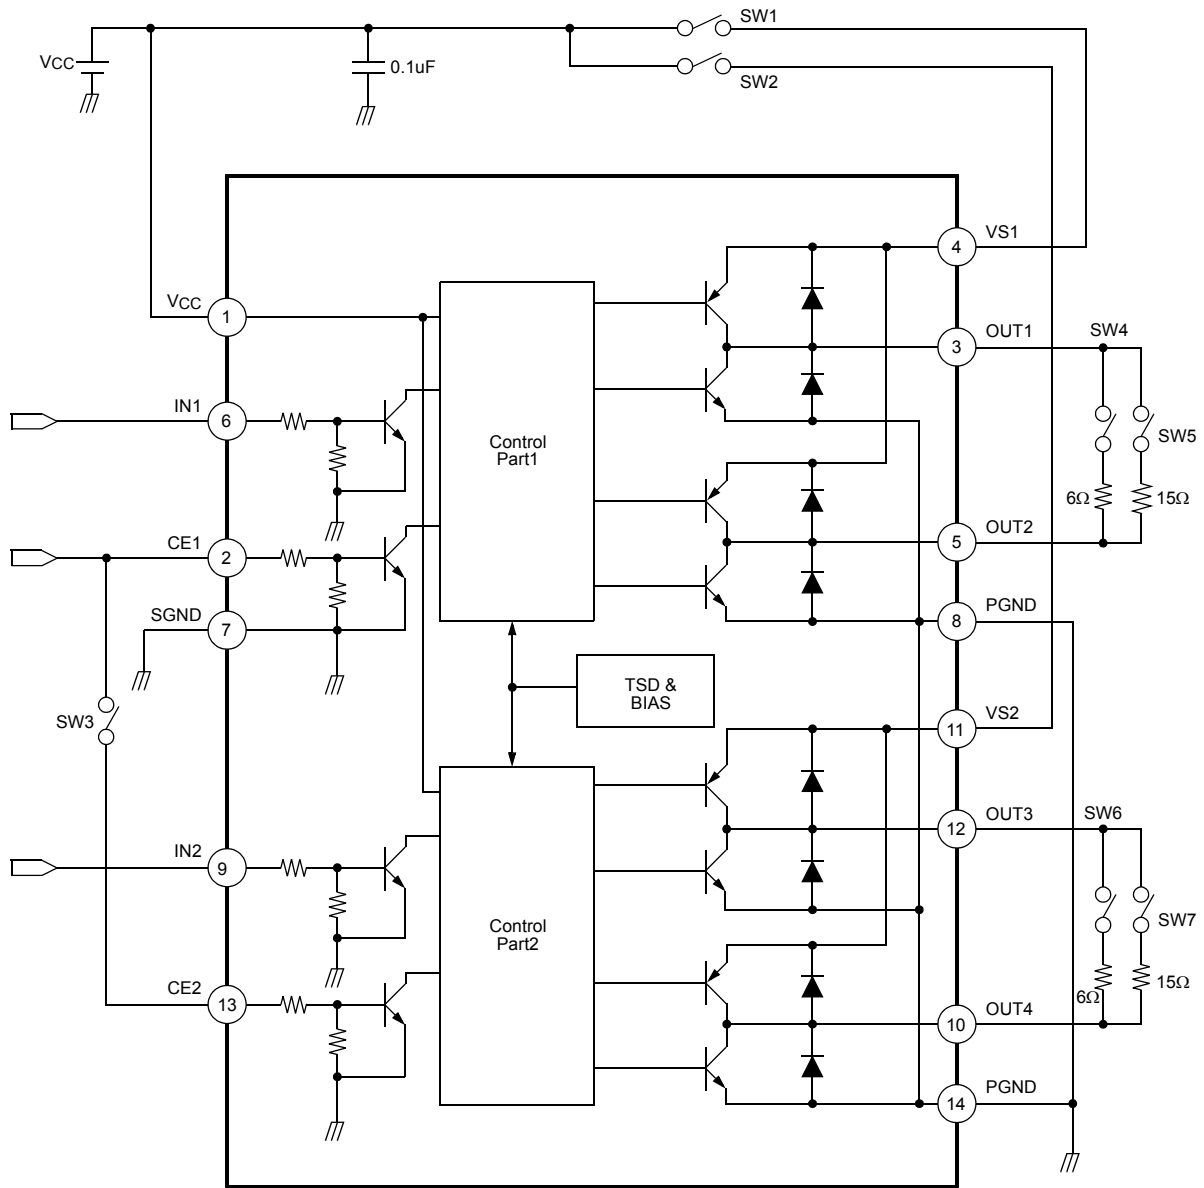 SW1
VCC
0.1uF
SW2
VS1
4
VCC
1
OUT1
3
SW4
IN1
6
Control
Part1
SW5
6Ω
15Ω
CE1
2
OUT2
5
SGND
7
PGND
8
TSD &
BIAS
SW3
VS2
11
OUT3
12
SW6
IN2
9
Control
Part2
SW7
6Ω
15Ω
CE2
13
OUT4
10
PGND
14